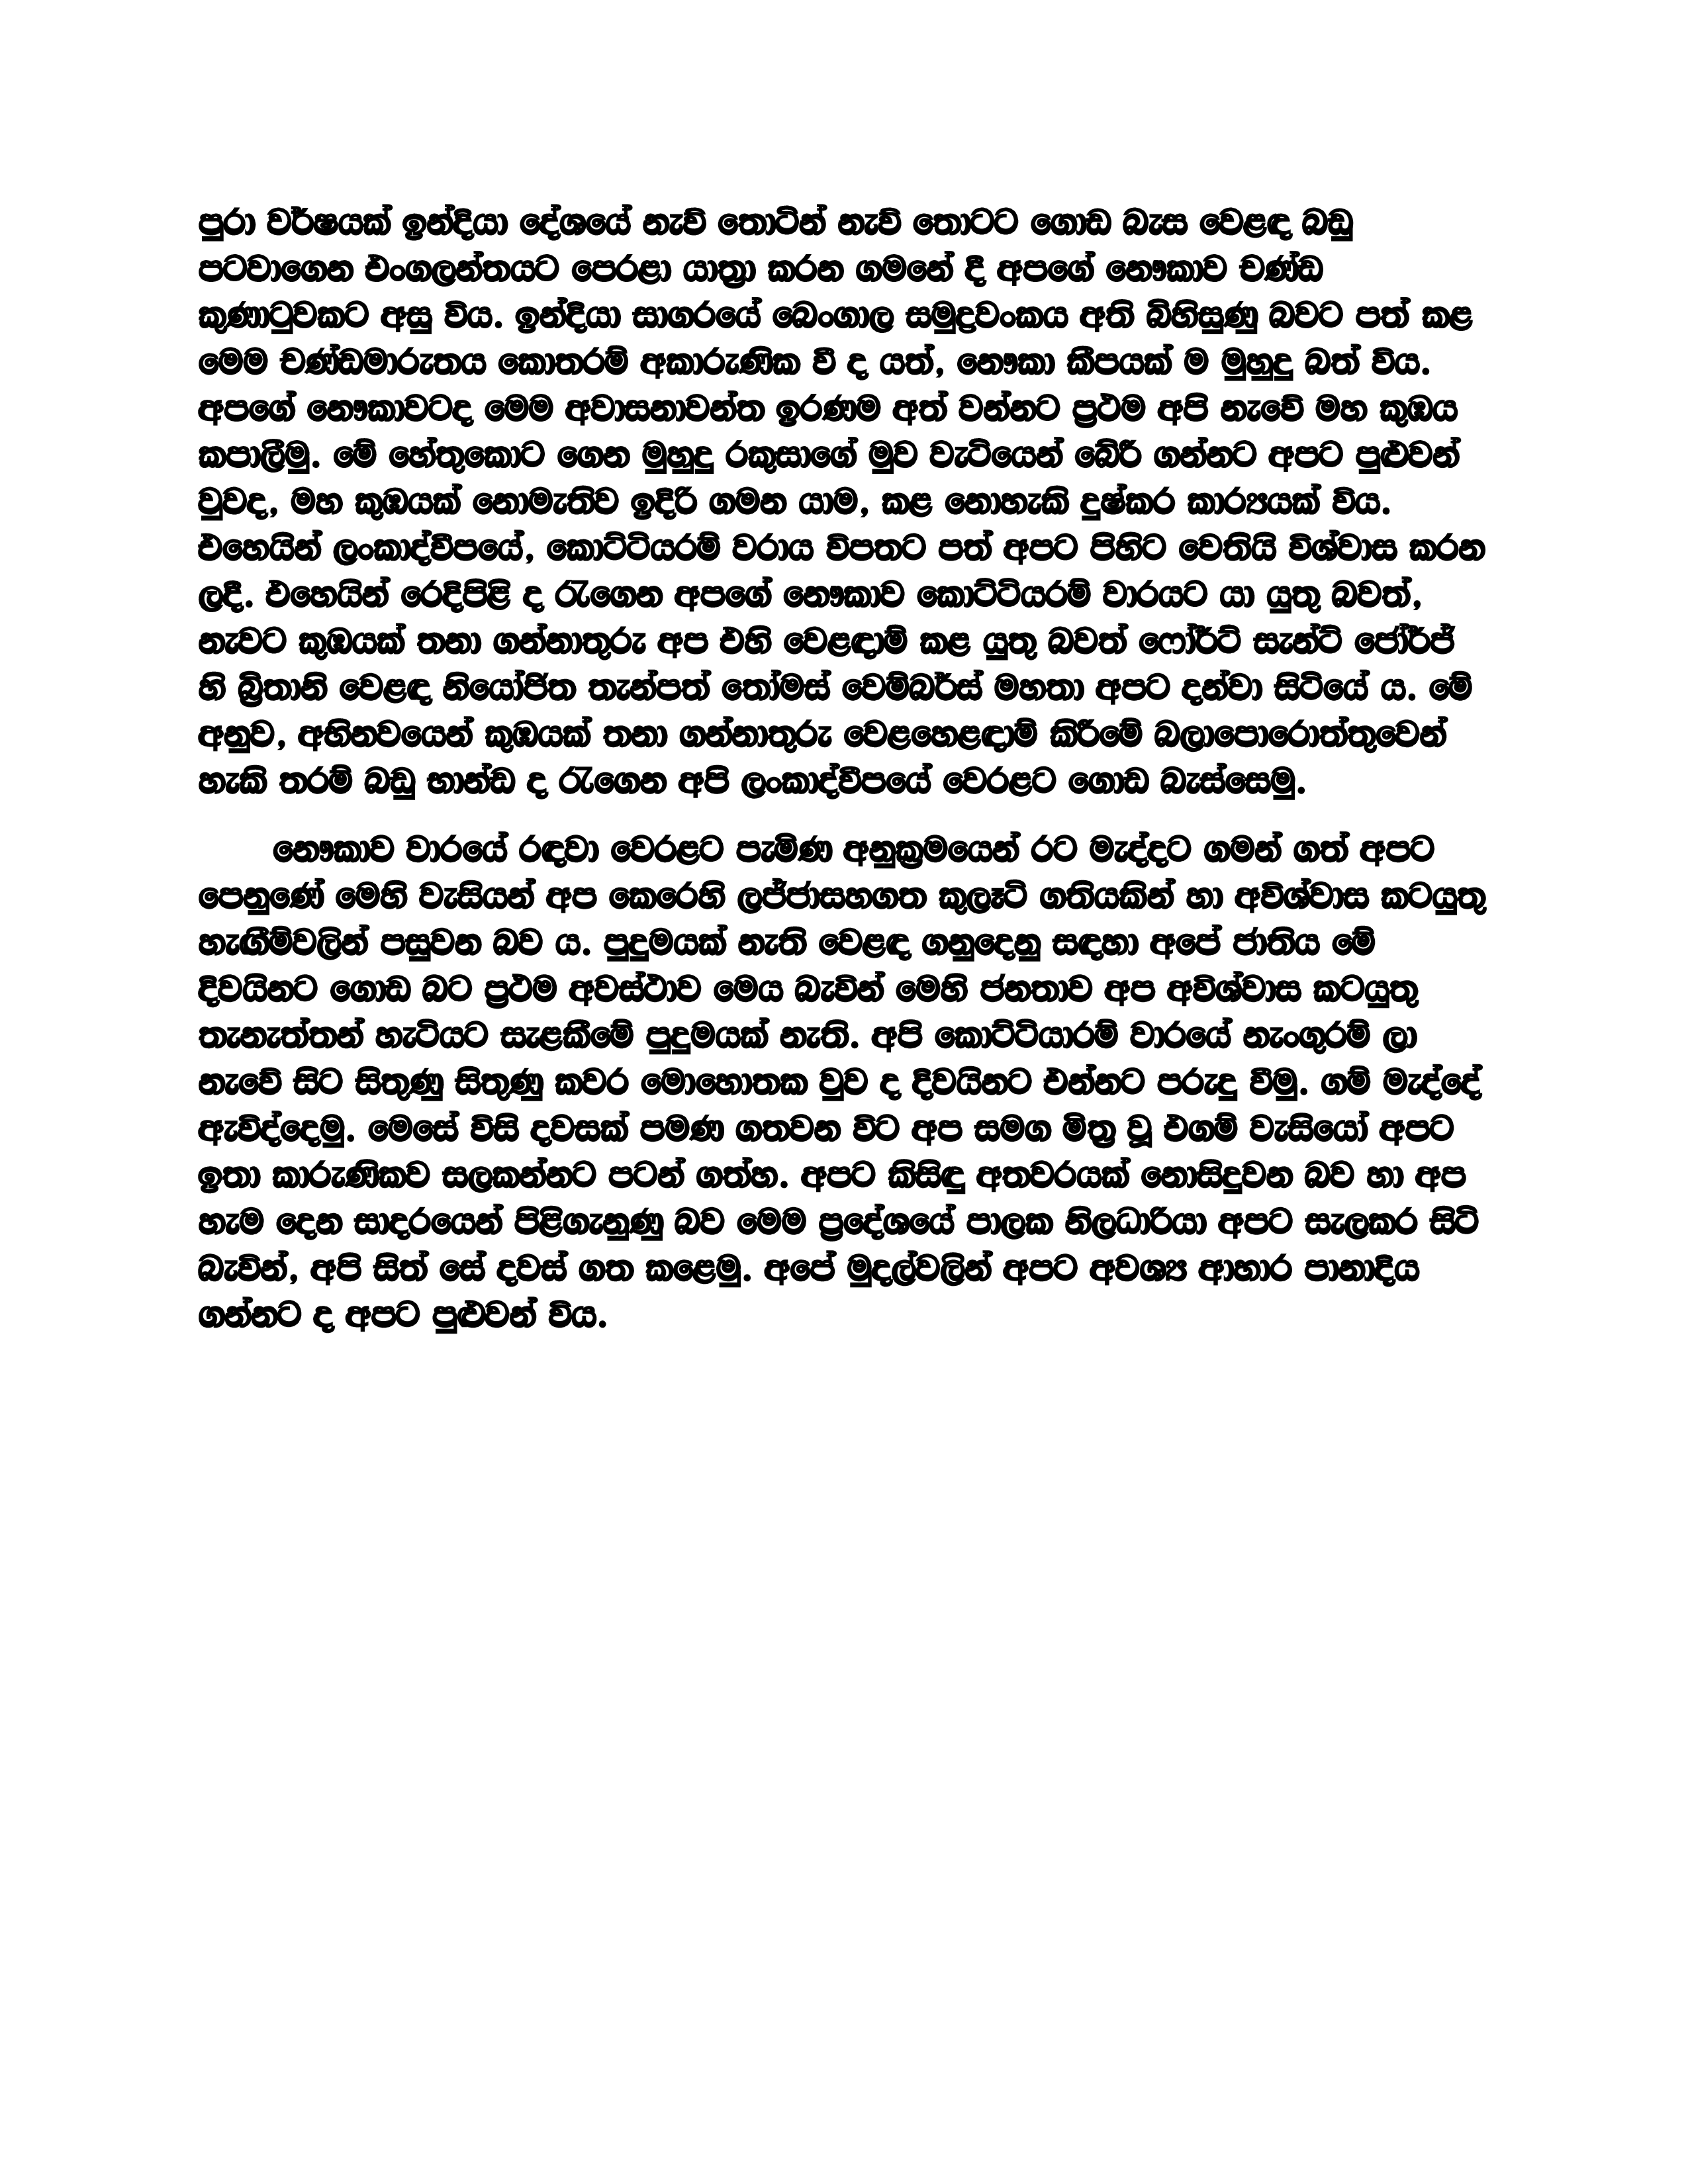 පුරා වර්ෂයක් ඉන්දියා දේශයේ නැව් තොටින් නැව් තොටට ගොඩ බැස වෙළඳ බඩු
පටවාගෙන එංගලන්තයට පෙරළා යාත්‍රා කරන ගමනේ දී අපගේ නෞකාව චණ්ඩ
කුණාටුවකට අසු විය. ඉන්දියා සාගරයේ බෙංගාල සමුද්‍රවංකය අති බිහිසුණු බවට පත් කළ
මෙම චණ්ඩමාරුතය කොතරම් අකාරුණික වී ද යත්, නෞකා කීපයක් ම මුහුදු බත් විය.
අපගේ නෞකාවටද මෙම අවාසනාවන්ත ඉරණම අත් වන්නට ප්‍රථම අපි නැවේ මහ කුඹය
කපාලීමු. මේ හේතුකොට ගෙන මුහුදු රකුසාගේ මුව වැටියෙන් බේරී ගන්නට අපට පුළුවන්
වුවද, මහ කුඹයක් නොමැතිව ඉදිරි ගමන යාම, කළ නොහැකි දුෂ්කර කාර්‍යයක් විය.
එහෙයින් ලංකාද්වීපයේ, කොට්ටියරම් වරාය විපතට පත් අපට පිහිට වෙතියි විශ්වාස කරන
ලදී. එහෙයින් රෙදිපිළි ද රැගෙන අපගේ නෞකාව කොට්ටියරම් වාරයට යා යුතු බවත්,
නැවට කුඹයක් තනා ගන්නාතුරු අප එහි වෙළඳාම් කළ යුතු බවත් ෆෝර්ට් සැන්ට් ජෝර්ජ්
හි බ්‍රිතානි වෙළඳ නියෝජිත තැන්පත් තෝමස් චෙම්බර්ස් මහතා අපට දන්වා සිටියේ ය. මේ
අනුව, අභිනවයෙන් කුඹයක් තනා ගන්නාතුරු වෙළහෙළඳාම් කිරීමේ බලාපොරොත්තුවෙන්
හැකි තරම් බඩු භාන්ඩ ද රැගෙන අපි ලංකාද්වීපයේ වෙරළට ගොඩ බැස්සෙමු.
නෞකාව වාරයේ රඳවා වෙරළට පැමිණ අනුක්‍රමයෙන් රට මැද්දට ගමන් ගත් අපට
පෙනුණේ මෙහි වැසියන් අප කෙරෙහි ලජ්ජාසහගත කුලෑටි ගතියකින් හා අවිශ්වාස කටයුතු
හැඟීම්වලින් පසුවන බව ය. පුදුමයක් නැති වෙළඳ ගනුදෙනු සඳහා අපේ ජාතිය මේ
දිවයිනට ගොඩ බට ප්‍රථම අවස්ථාව මෙය බැවින් මෙහි ජනතාව අප අවිශ්වාස කටයුතු
තැනැත්තන් හැටියට සැළකීමේ පුදුමයක් නැති. අපි කොට්ටියාරම් වාරයේ නැංගුරම් ලා
නැවේ සිට සිතුණු සිතුණු කවර මොහොතක වුව ද දිවයිනට එන්නට පරුදු වීමු. ගම් මැද්දේ
ඇවිද්දෙමු. මෙසේ විසි දවසක් පමණ ගතවන විට අප සමග මිත්‍ර වූ එගම් වැසියෝ අපට
ඉතා කාරුණිකව සලකන්නට පටන් ගත්හ. අපට කිසිඳු අතවරයක් නොසිදුවන බව හා අප
හැම දෙන සාදරයෙන් පිළිගැනුණු බව මෙම ප්‍රදේශයේ පාලක නිලධාරියා අපට සැලකර සිටි
බැවින්, අපි සිත් සේ දවස් ගත කළෙමු. අපේ මුදල්වලින් අපට අවශ්‍ය ආහාර පානාදිය
ගන්නට ද අපට පුළුවන් විය.